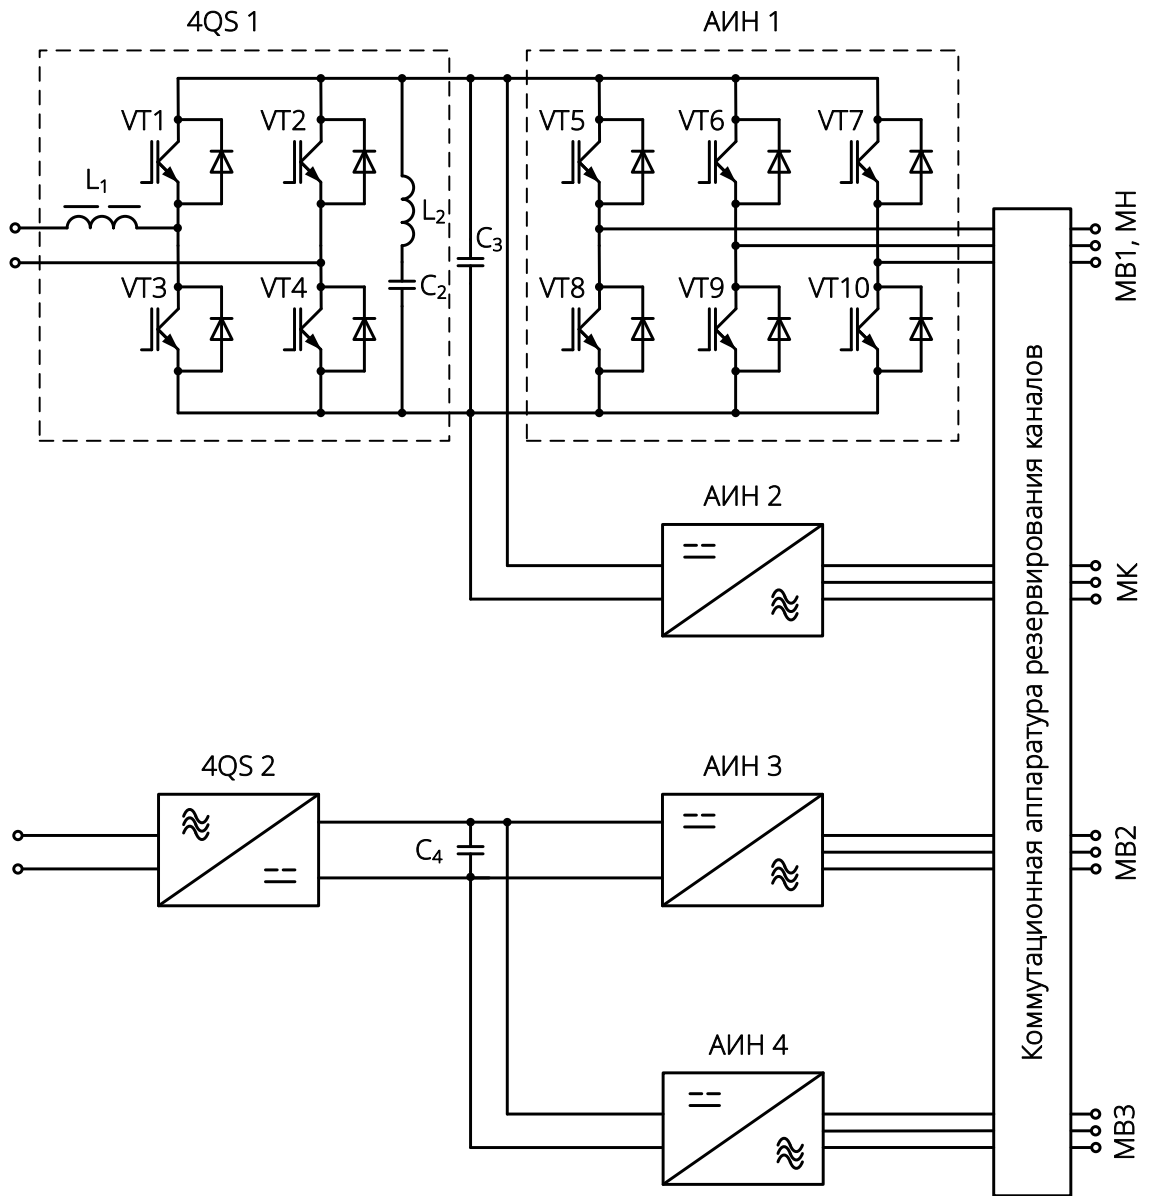 4QS 1
АИН 1
VT1
VT2
VT5
VT6
VT7
L₁
L₂
C₃
C₂
VT3
VT4
VT8
VT9
VT10
МВ1, МН
АИН 2
МК
Коммутационная аппаратура резервирования каналов
4QS 2
АИН 3
C₄
МВ2
АИН 4
МВ3